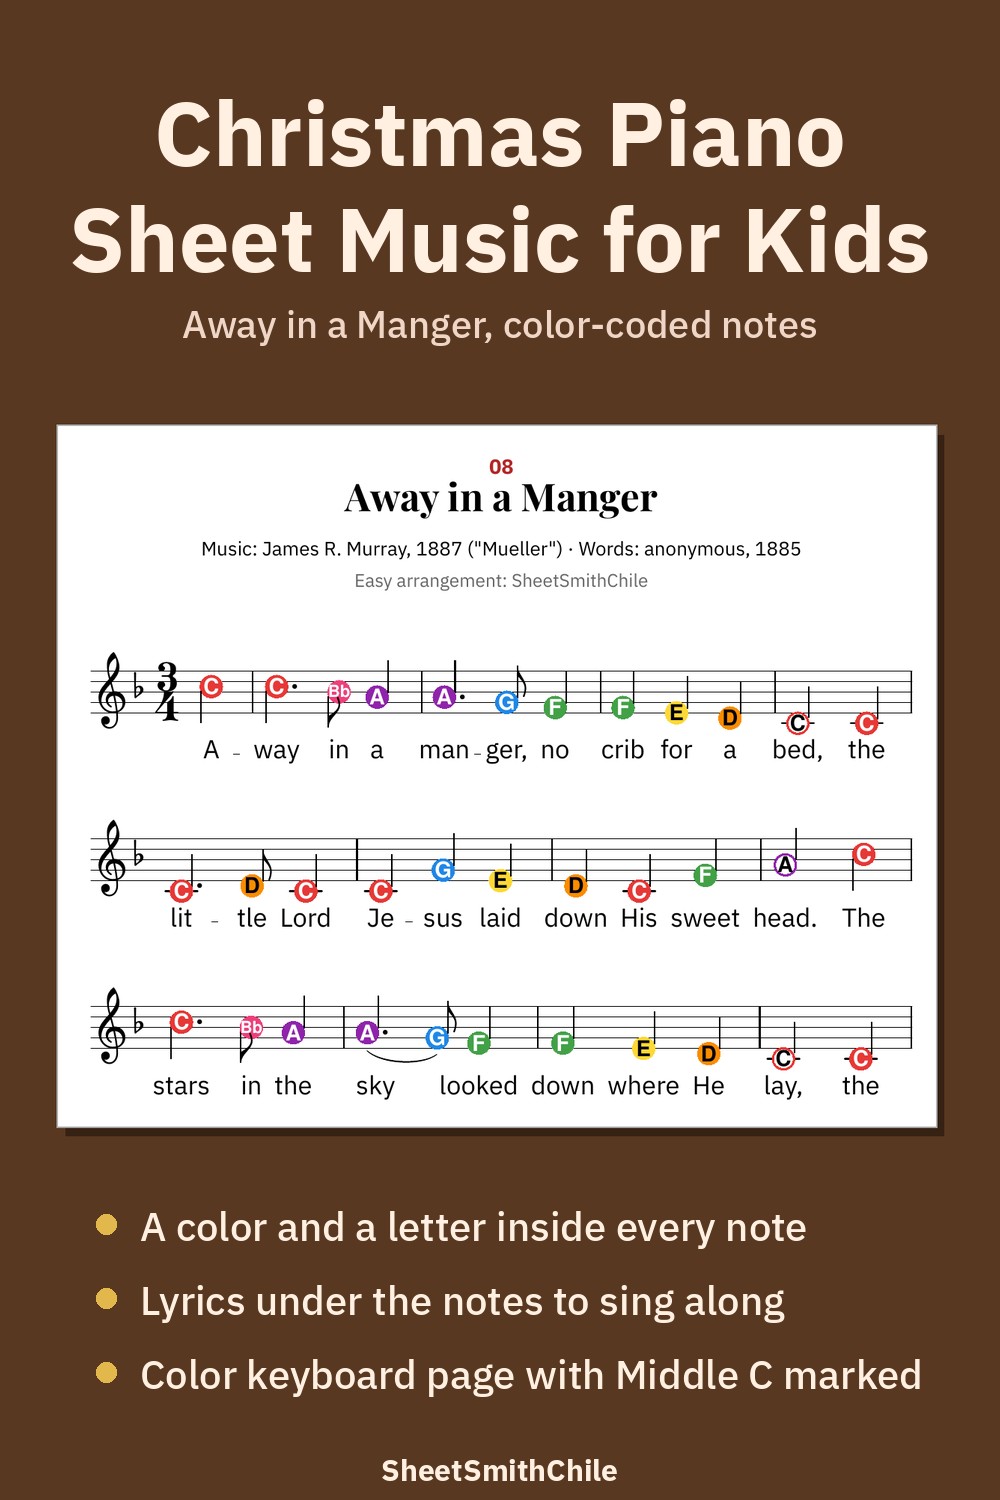 Christmas Piano
Sheet Music for Kids
Away in a Manger, color-coded notes
08
Away in a Manger
Music: James R. Murray, 1887 ("Mueller") · Words: anonymous, 1885
Easy arrangement: SheetSmithChile
3 4 C C Bb A A G F F E D C C
A - way in a man - ger, no crib for a bed, the
C D C C G E D C F A C
lit - tle Lord Je - sus laid down His sweet head. The
C Bb A A G F F E D C C
stars in the sky looked down where He lay, the
A color and a letter inside every note
Lyrics under the notes to sing along
Color keyboard page with Middle C marked
SheetSmithChile